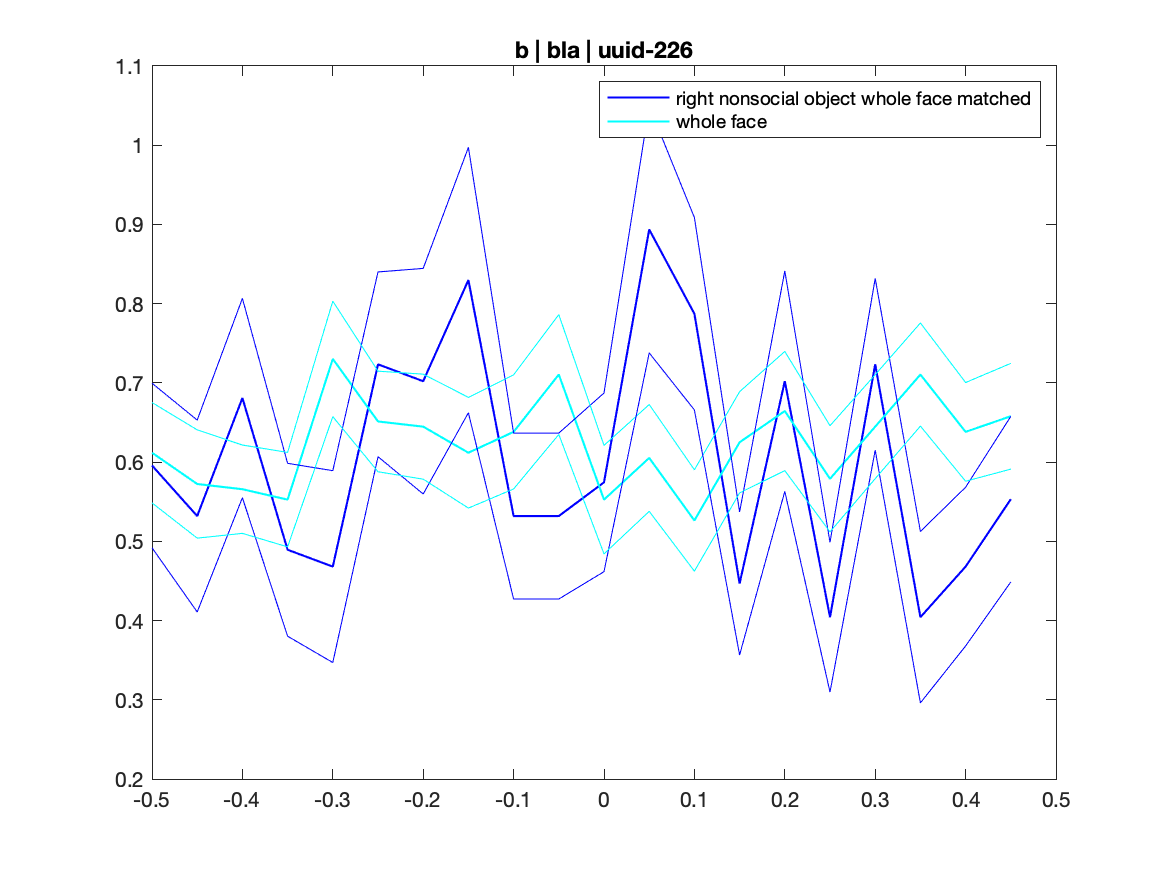 b | bla | uuid-226
right nonsocial object whole face matched
whole face
1.1
1
0.9
0.8
0.7
0.6
0.5
0.4
0.3
0.2
-0.5 -0.4 -0.3 -0.2 -0.1 0 0.1 0.2 0.3 0.4 0.5